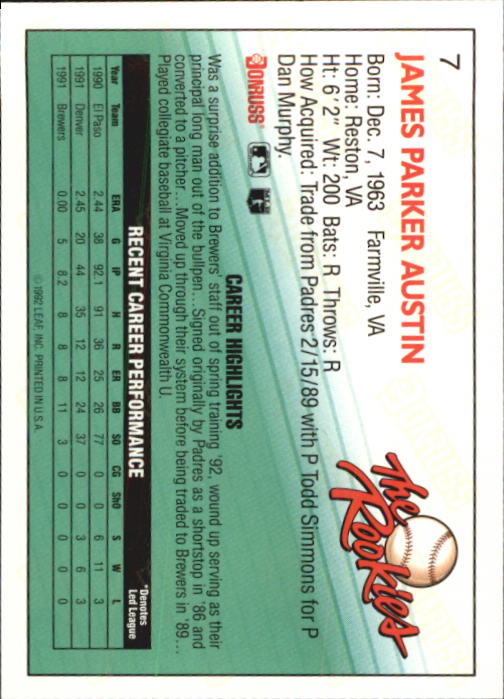 7
JAMES PARKER AUSTIN
Born: Dec. 7, 1963 Farmville, VA
Home: Reston, VA
Ht: 6'2" Wt: 200 Bats: R Throws: R
How Acquired: Trade from Padres 2/15/89 with P Todd Simmons for P
Dan Murphy.
The Rookies
DONRUSS
CAREER HIGHLIGHTS
Was a surprise addition to Brewers' staff out of spring training '92, wound up serving as their
principal long man out of the bullpen...Signed originally by Padres as a shortstop in '86 and
converted to a pitcher...Moved up through their system before being traded to Brewers in '89...
Played collegiate baseball at Virginia Commonwealth U.
RECENT CAREER PERFORMANCE
*Denotes
Led League
Year Team ERA G IP H R ER BB SO CG ShO S W L
1990 El Paso 2.44 38 92.1 91 36 25 26 77 0 0 6 11 3
1991 Denver 2.45 20 44 35 12 12 24 37 0 0 3 6 3
1991 Brewers 0.00 5 8.2 8 8 8 11 3 0 0 0 0 0
©1992 LEAF, INC. PRINTED IN U.S.A.